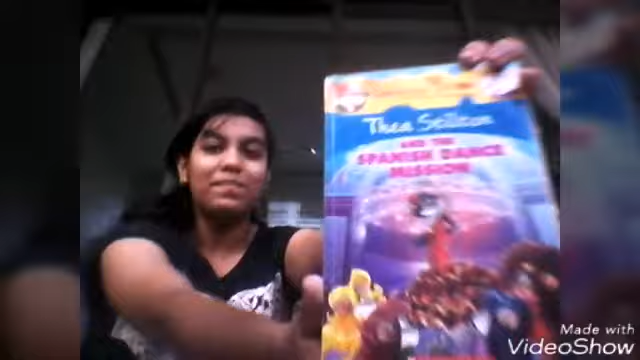 Thea Stilton
AND THE
SPANISH DANCE
MISSION
Made with
VideoShow